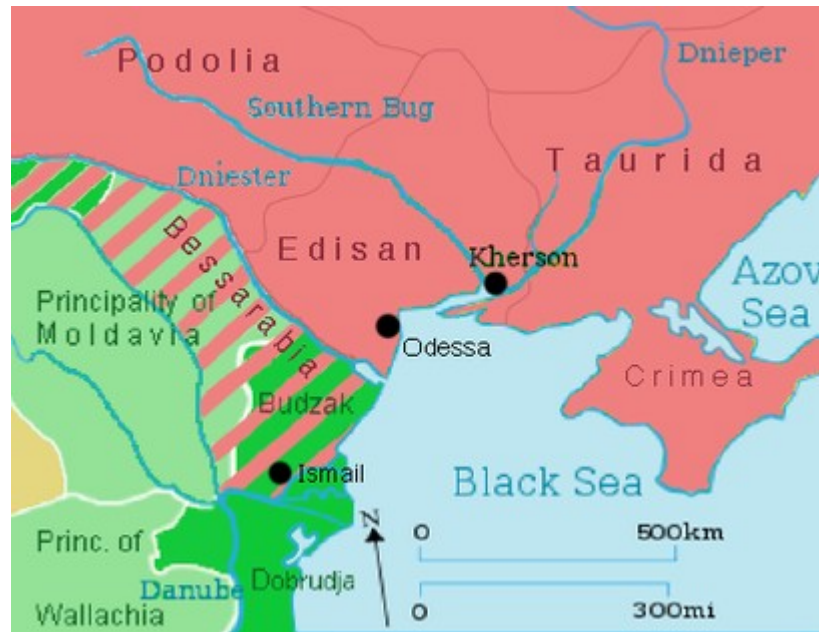 Podolia
Dnieper
Southern Bug
Taurida
Dniester
Bessarabia
Edisan
Kherson
Azov
Sea
Principality of
Moldavia
Odessa
Crimea
Budzak
Ismail
Black Sea
N
0
500km
Princ. of
Danube
Dobrudja
0
300mi
Wallachia